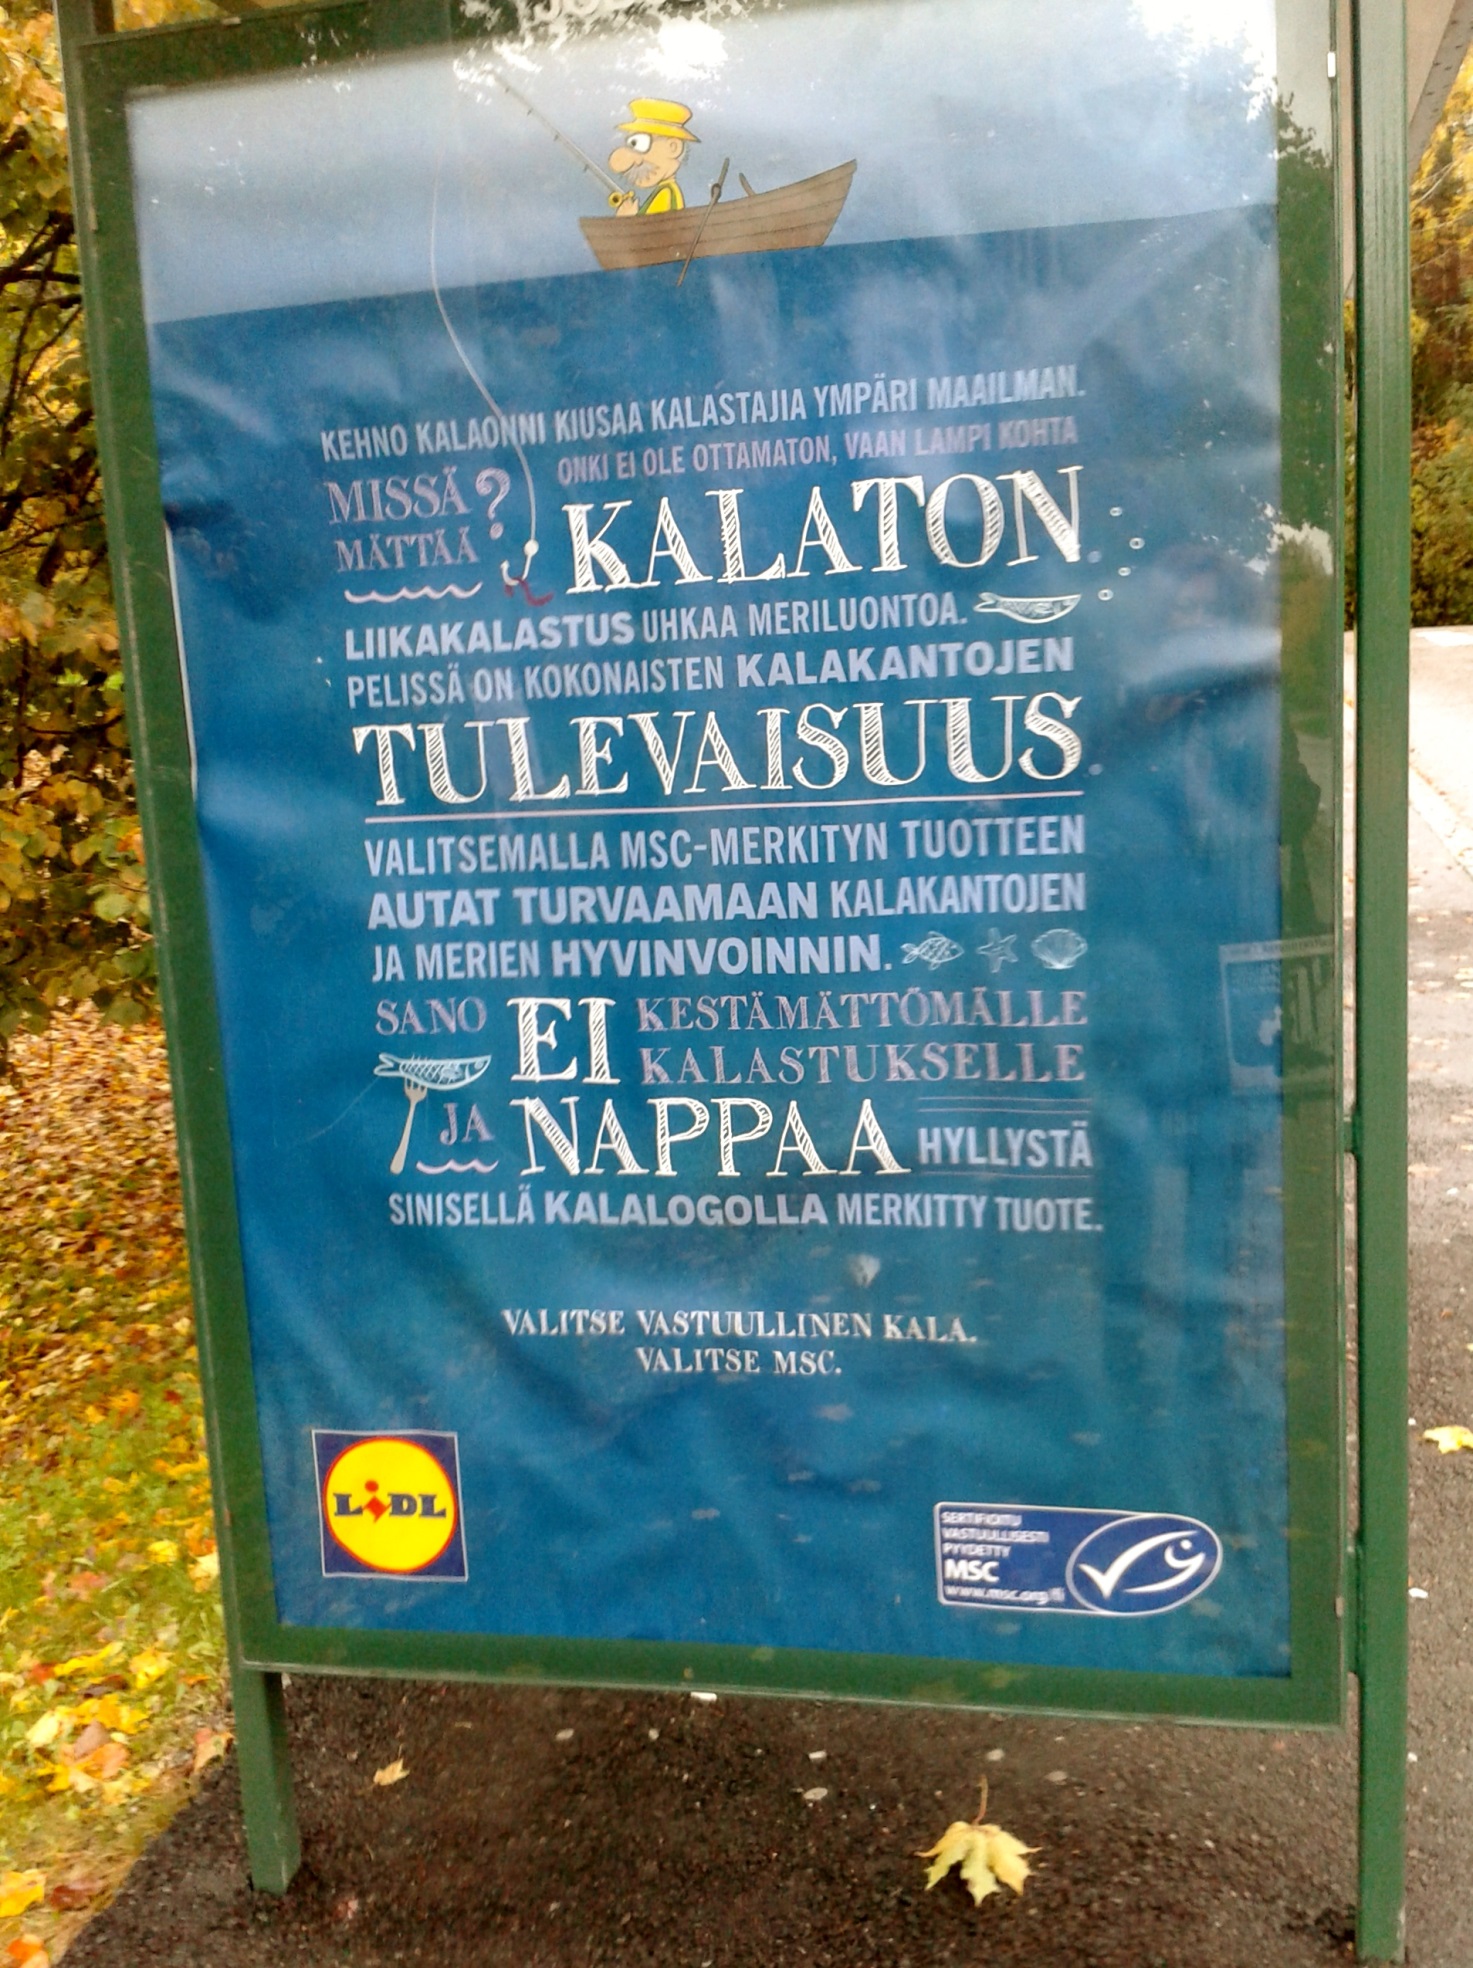 KEHNO KALAONNI KIUSAA KALASTAJIA YMPÄRI MAAILMAN.
MISSÄ MÄTTÄÄ?
ONKI EI OLE OTTAMATON, VAAN LAMPI KOHTA
KALATON
LIIKAKALASTUS UHKAA MERILUONTOA.
PELISSÄ ON KOKONAISTEN KALAKANTOJEN
TULEVAISUUS
VALITSEMALLA MSC-MERKITYN TUOTTEEN
AUTAT TURVAAMAAN KALAKANTOJEN
JA MERIEN HYVINVOINNIN.
SANO EI KESTÄMÄTTÖMÄLLE
KALASTUKSELLE
JA NAPPAA HYLLYSTÄ
SINISELLÄ KALALOGOLLA MERKITTY TUOTE.
VALITSE VASTUULLINEN KALA.
VALITSE MSC.
LIDL
SERTIFIOITU
VASTUULLISESTI
PYYDETTY
MSC
www.msc.org/fi